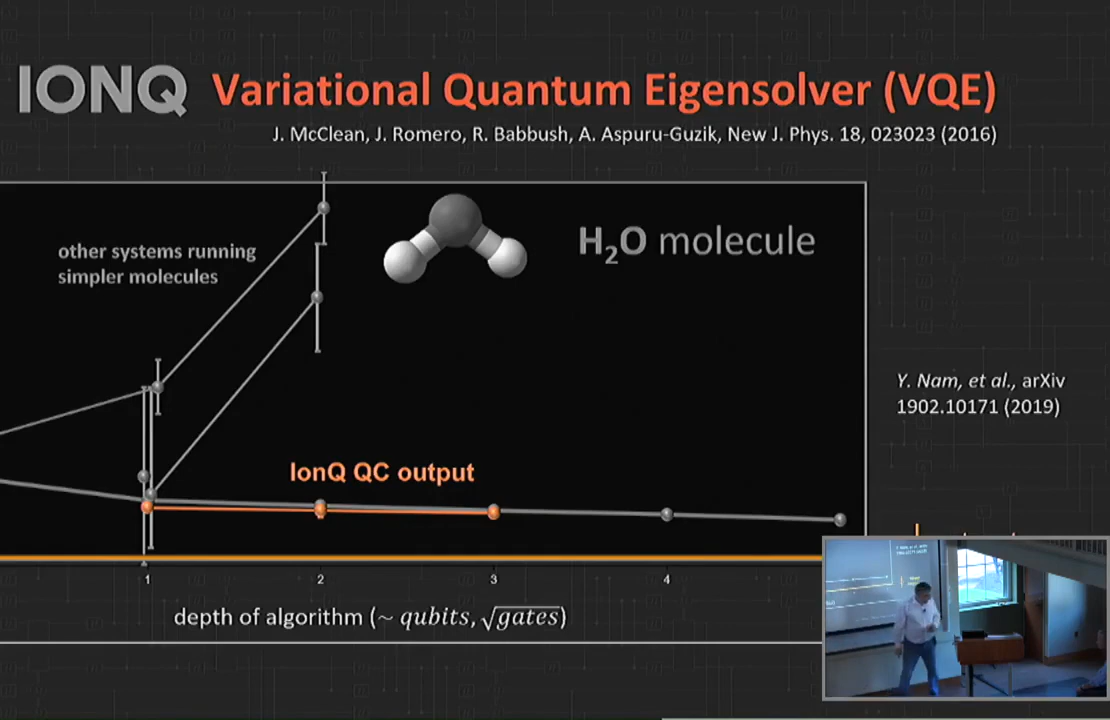 IONQ Variational Quantum Eigensolver (VQE)
J. McClean, J. Romero, R. Babbush, A. Aspuru-Guzik, New J. Phys. 18, 023023 (2016)
other systems running
simpler molecules
H₂O molecule
Y. Nam, et al., arXiv
1902.10171 (2019)
IonQ QC output
1 2 3 4
depth of algorithm (~ qubits, √gates)